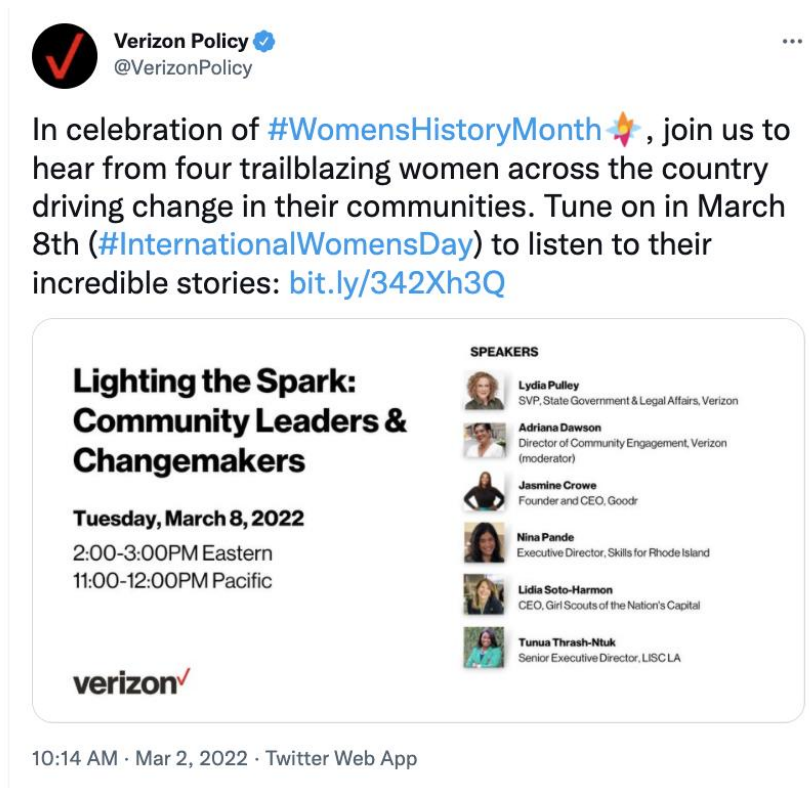 Verizon Policy
@VerizonPolicy
In celebration of #WomensHistoryMonth, join us to
hear from four trailblazing women across the country
driving change in their communities. Tune on in March
8th (#InternationalWomensDay) to listen to their
incredible stories: bit.ly/342Xh3Q
Lighting the Spark:
Community Leaders &
Changemakers
Tuesday, March 8, 2022
2:00-3:00PM Eastern
11:00-12:00PM Pacific
verizon
SPEAKERS
Lydia Pulley
SVP, State Government & Legal Affairs, Verizon
Adriana Dawson
Director of Community Engagement, Verizon
(moderator)
Jasmine Crowe
Founder and CEO, Goodr
Nina Pande
Executive Director, Skills for Rhode Island
Lidia Soto-Harmon
CEO, Girl Scouts of the Nation's Capital
Tunua Thrash-Ntuk
Senior Executive Director, LISC LA
10:14 AM · Mar 2, 2022 · Twitter Web App